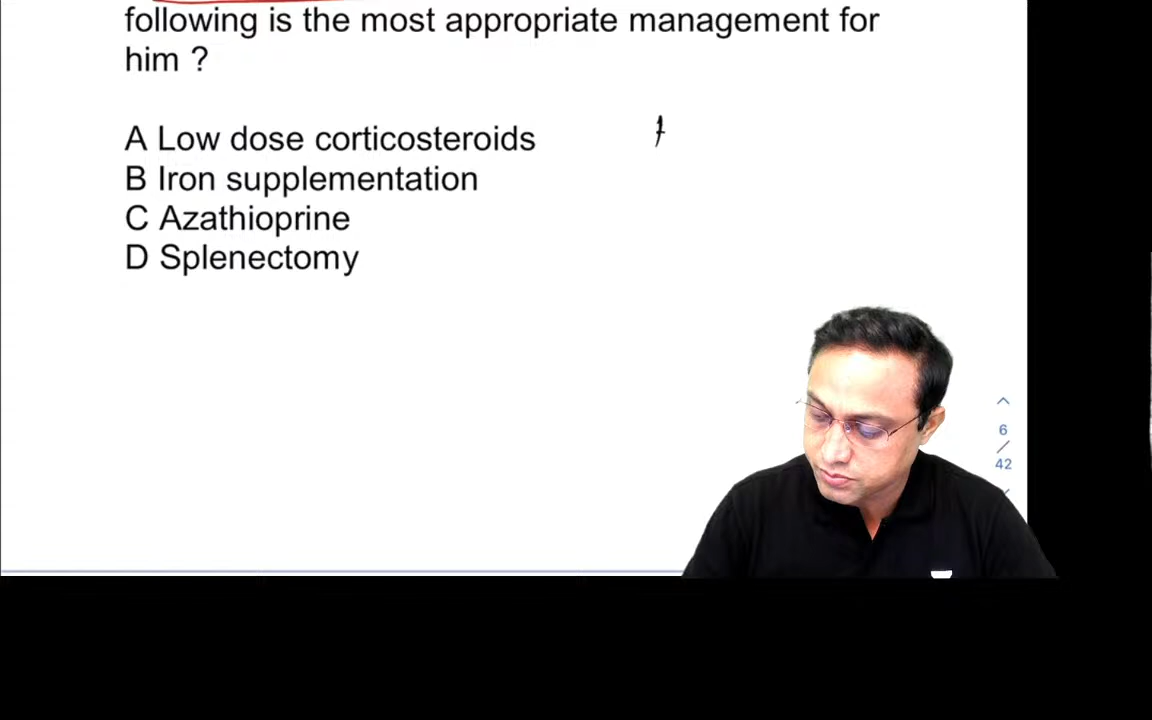 following is the most appropriate management for
him ?
A Low dose corticosteroids
B Iron supplementation
C Azathioprine
D Splenectomy
6
/
42